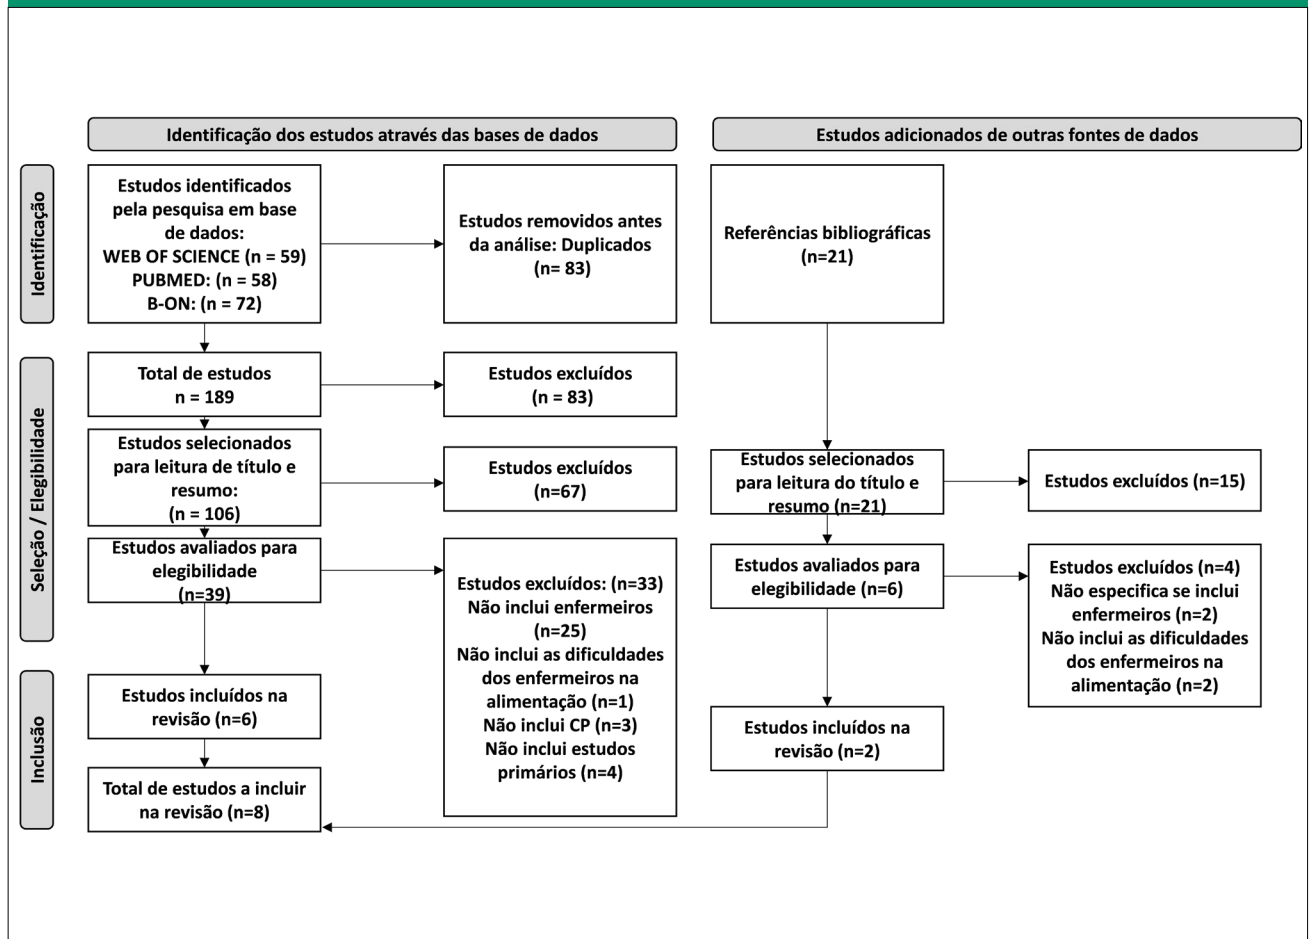 Identificação dos estudos através das bases de dados
Estudos adicionados de outras fontes de dados
Identificação
Estudos identificados
pela pesquisa em base
de dados:
WEB OF SCIENCE (n = 59)
PUBMED: (n = 58)
B-ON: (n = 72)
Estudos removidos antes
da análise: Duplicados
(n= 83)
Referências bibliográficas
(n=21)
Seleção / Elegibilidade
Total de estudos
n = 189
Estudos excluídos
(n = 83)
Estudos selecionados
para leitura de título e
resumo:
(n = 106)
Estudos excluídos
(n=67)
Estudos selecionados
para leitura do título e
resumo (n=21)
Estudos excluídos (n=15)
Estudos avaliados para
elegibilidade
(n=39)
Estudos excluídos: (n=33)
Não inclui enfermeiros
(n=25)
Não inclui as dificuldades
dos enfermeiros na
alimentação (n=1)
Não inclui CP (n=3)
Não inclui estudos
primários (n=4)
Estudos avaliados para
elegibilidade (n=6)
Estudos excluídos (n=4)
Não especifica se inclui
enfermeiros (n=2)
Não inclui as dificuldades
dos enfermeiros na
alimentação (n=2)
Inclusão
Estudos incluídos na
revisão (n=6)
Estudos incluídos na
revisão (n=2)
Total de estudos a incluir
na revisão (n=8)